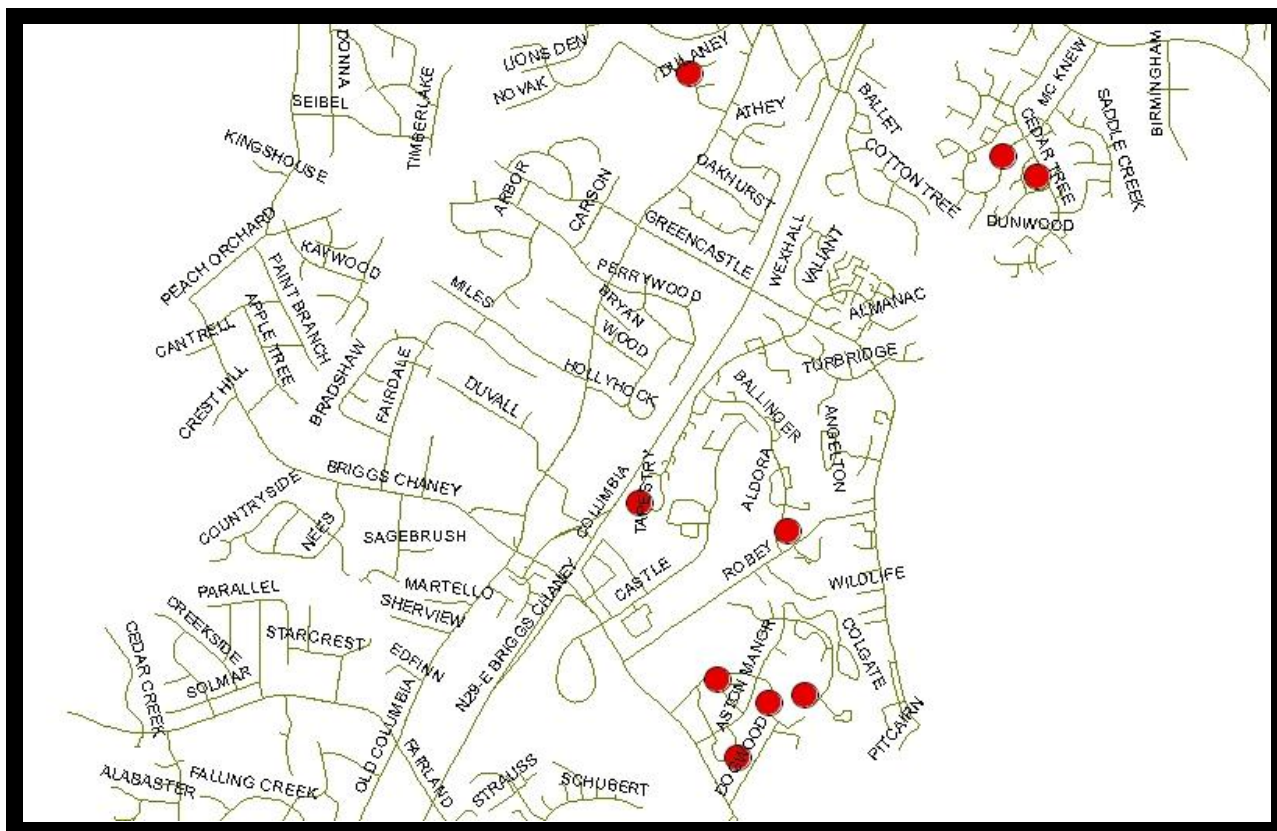 DONNA
LIONS DEN
DULANEY
MC KNEW
BIRMINGHAM
SEIBEL
TIMBERLAKE
NOVAK
ATHEY
BALLET
SADDLE CREEK
CEDAR TREE
KINGSHOUSE
ARBOR
CARSON
OAKHURST
COTTON TREE
DUNWOOD
PEACH ORCHARD
KAYWOOD
GREENCASTLE
WEXHALL
VALIANT
PAINT BRANCH
MILES
PERRYWOOD
ALMANAC
APPLE TREE
BRYAN
WOOD
CANTRELL
TURBRIDGE
BRADSHAW
FAIRDALE
DUVALL
HOLLYHOCK
BALLINGER
CREST HILL
ANGELTON
BRIGGS CHANEY
COLUMBIA
TAPESTRY
ALDORA
COUNTRYSIDE
NEES
SAGEBRUSH
ROBEY
WILDLIFE
CASTLE
PARALLEL
MARTELLO
SHERVIEW
N29-E BRIGGS CHANEY
CREEKSIDE
STARCREST
CEDAR CREEK
EDFINN
ASTON MANOR
COLGATE
SOLMAR
OLD COLUMBIA
PITCAIRN
FAIRLAND
DOGWOOD
ALABASTER
FALLING CREEK
STRAUSS
SCHUBERT